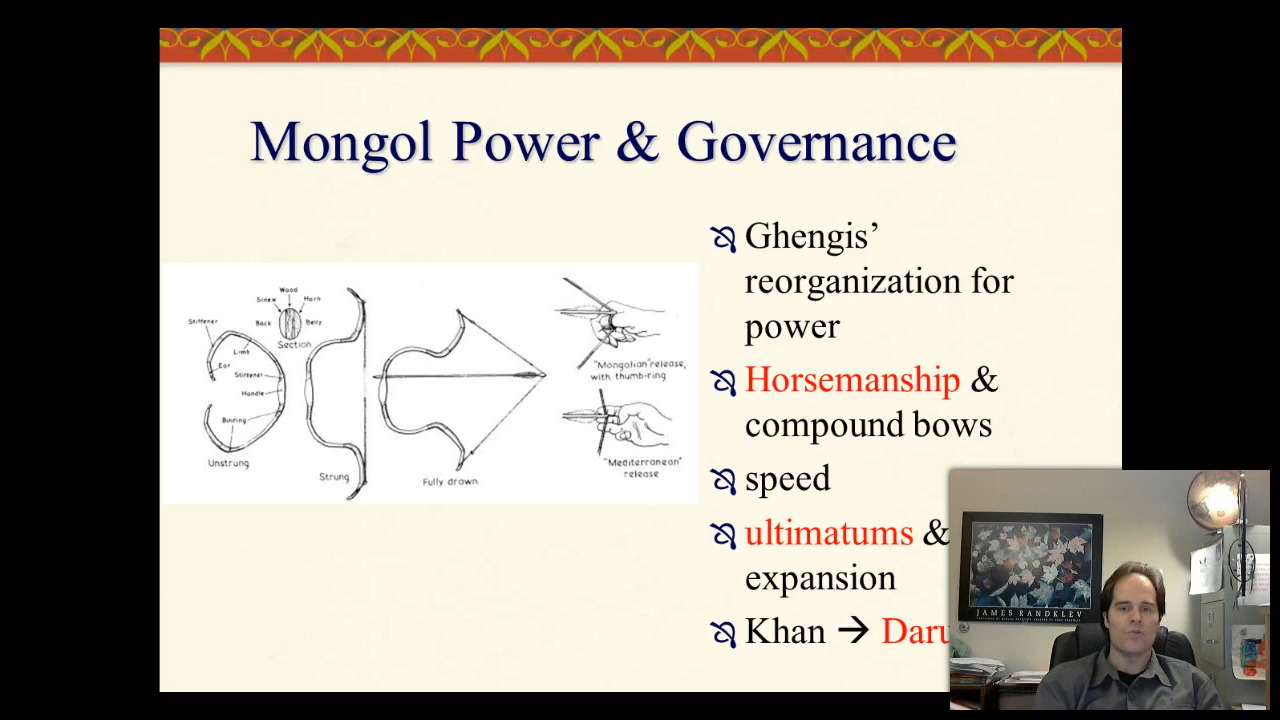 Mongol Power & Governance
Ghengis’
reorganization for
power
Horsemanship &
compound bows
speed
ultimatums &
expansion
Khan → Daru
Wood
Sinew
Horn
Stiffener
Back
Belly
Section
Limb
Ear
Stiffener
Handle
Binring
Unstrung
Strung
Fully drawn
"Mongolian" release,
with thumb-ring
"Mediterranean"
release
JAMES RANDKLEV